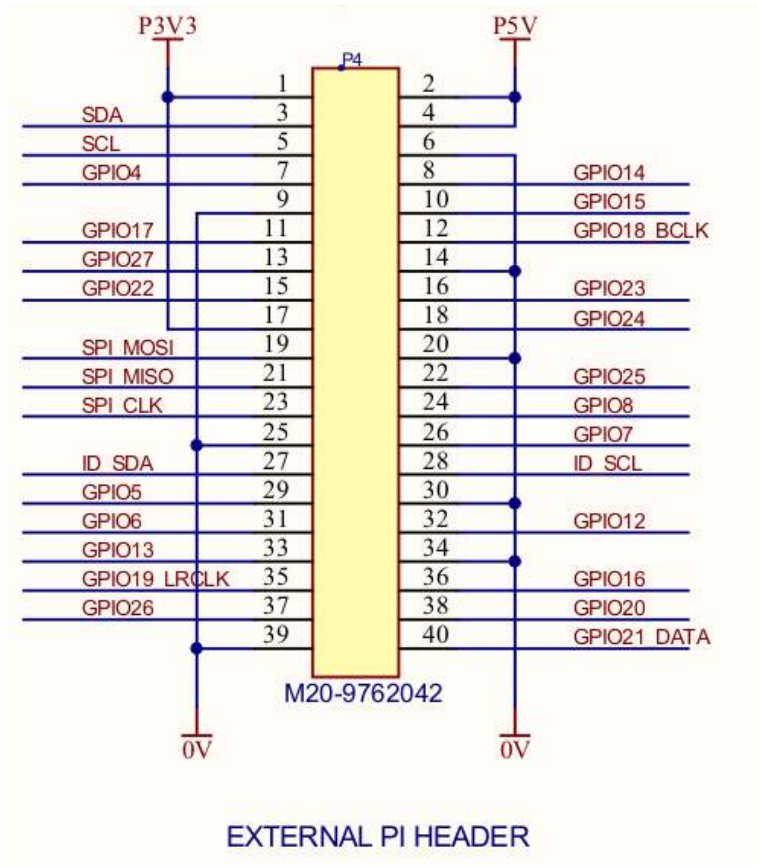 P3V3 P5V
P4
1 2
SDA 3 4
SCL 5 6
GPIO4 7 8 GPIO14
9 10 GPIO15
GPIO17 11 12 GPIO18 BCLK
GPIO27 13 14
GPIO22 15 16 GPIO23
17 18 GPIO24
SPI MOSI 19 20
SPI MISO 21 22 GPIO25
SPI CLK 23 24 GPIO8
25 26 GPIO7
ID SDA 27 28 ID SCL
GPIO5 29 30
GPIO6 31 32 GPIO12
GPIO13 33 34
GPIO19 LRCLK 35 36 GPIO16
GPIO26 37 38 GPIO20
39 40 GPIO21 DATA
M20-9762042
0V 0V
EXTERNAL PI HEADER